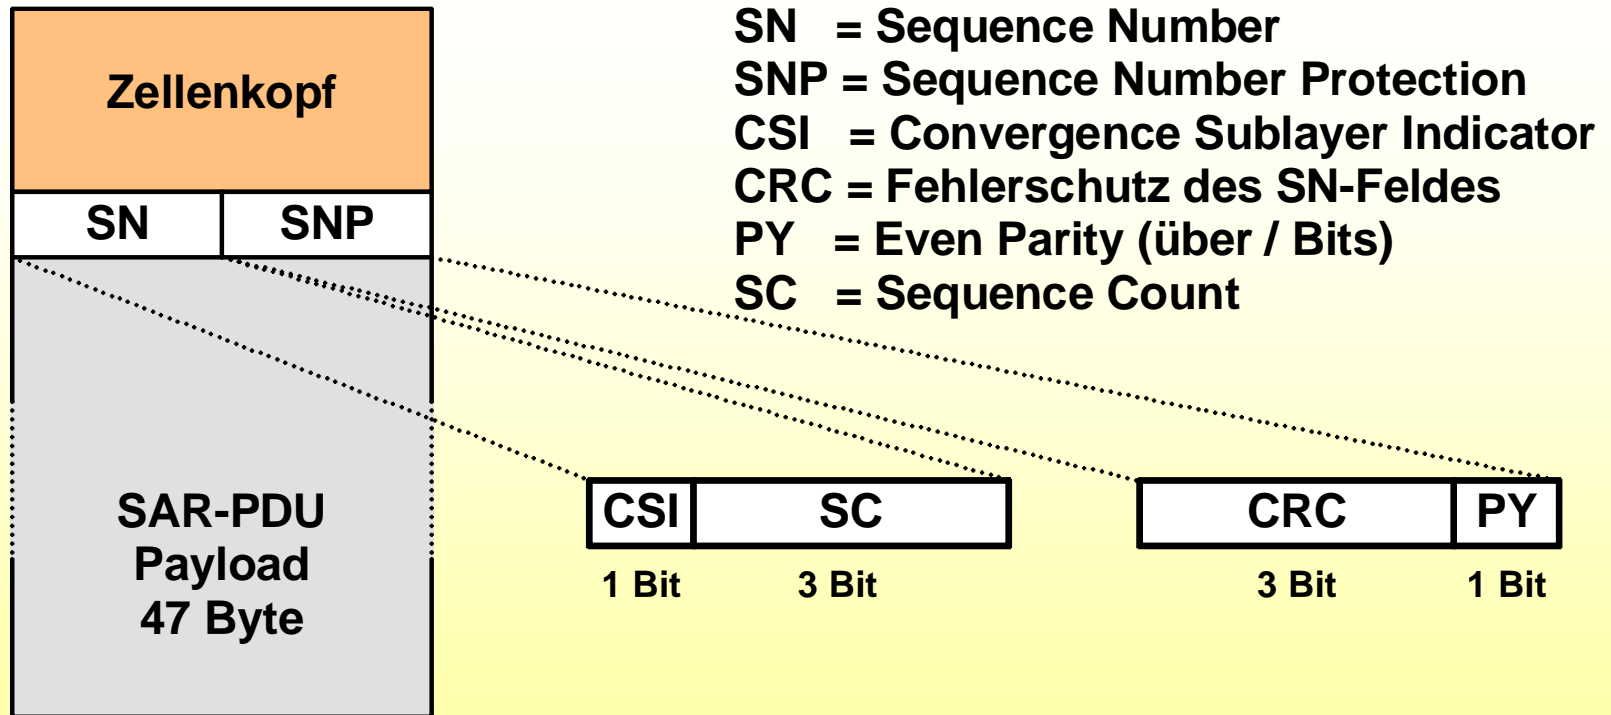 Zellenkopf
SN SNP
SAR-PDU
Payload
47 Byte
SN = Sequence Number
SNP = Sequence Number Protection
CSI = Convergence Sublayer Indicator
CRC = Fehlerschutz des SN-Feldes
PY = Even Parity (über / Bits)
SC = Sequence Count
CSI SC CRC PY
1 Bit 3 Bit 3 Bit 1 Bit